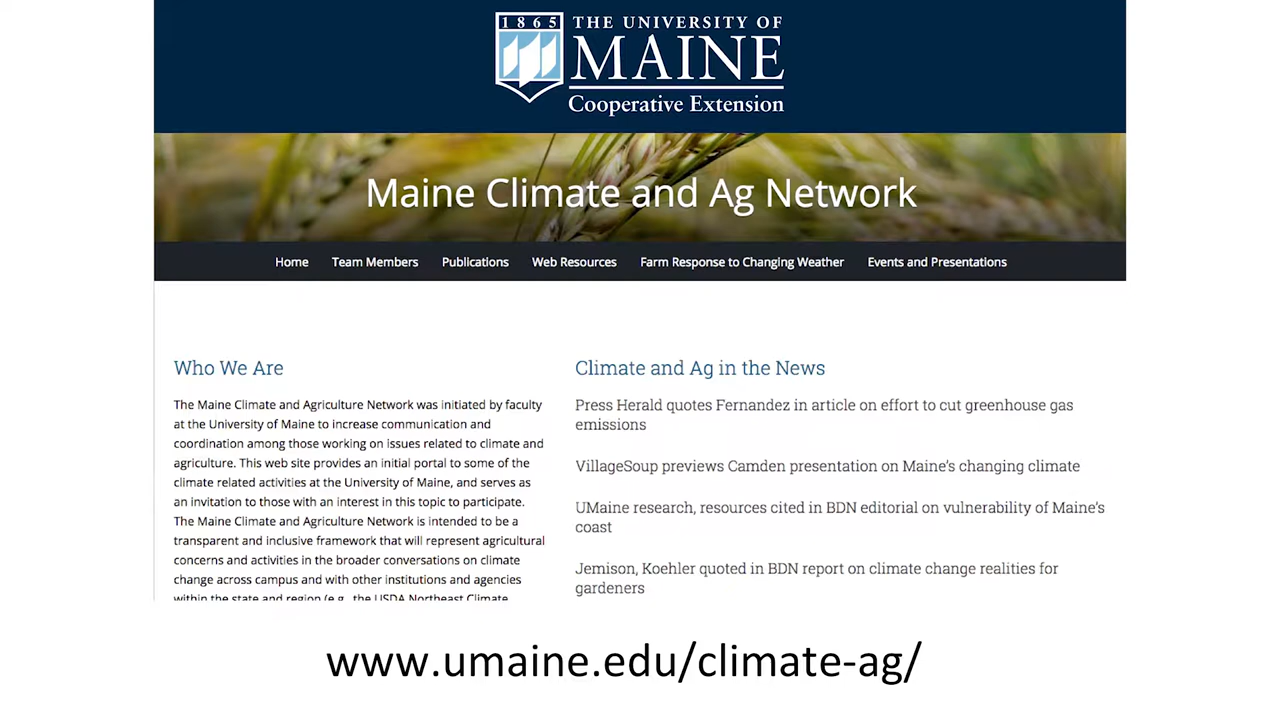 1865
THE UNIVERSITY OF
MAINE
Cooperative Extension
Maine Climate and Ag Network
Home Team Members Publications Web Resources Farm Response to Changing Weather Events and Presentations
Who We Are
The Maine Climate and Agriculture Network was initiated by faculty
at the University of Maine to increase communication and
coordination among those working on issues related to climate and
agriculture. This web site provides an initial portal to some of the
climate related activities at the University of Maine, and serves as
an invitation to those with an interest in this topic to participate.
The Maine Climate and Agriculture Network is intended to be a
transparent and inclusive framework that will represent agricultural
concerns and activities in the broader conversations on climate
change across campus and with other institutions and agencies
within the state and region (e.g., the USDA Northeast Climate
Climate and Ag in the News
Press Herald quotes Fernandez in article on effort to cut greenhouse gas
emissions
VillageSoup previews Camden presentation on Maine's changing climate
UMaine research, resources cited in BDN editorial on vulnerability of Maine's
coast
Jemison, Koehler quoted in BDN report on climate change realities for
gardeners
www.umaine.edu/climate-ag/